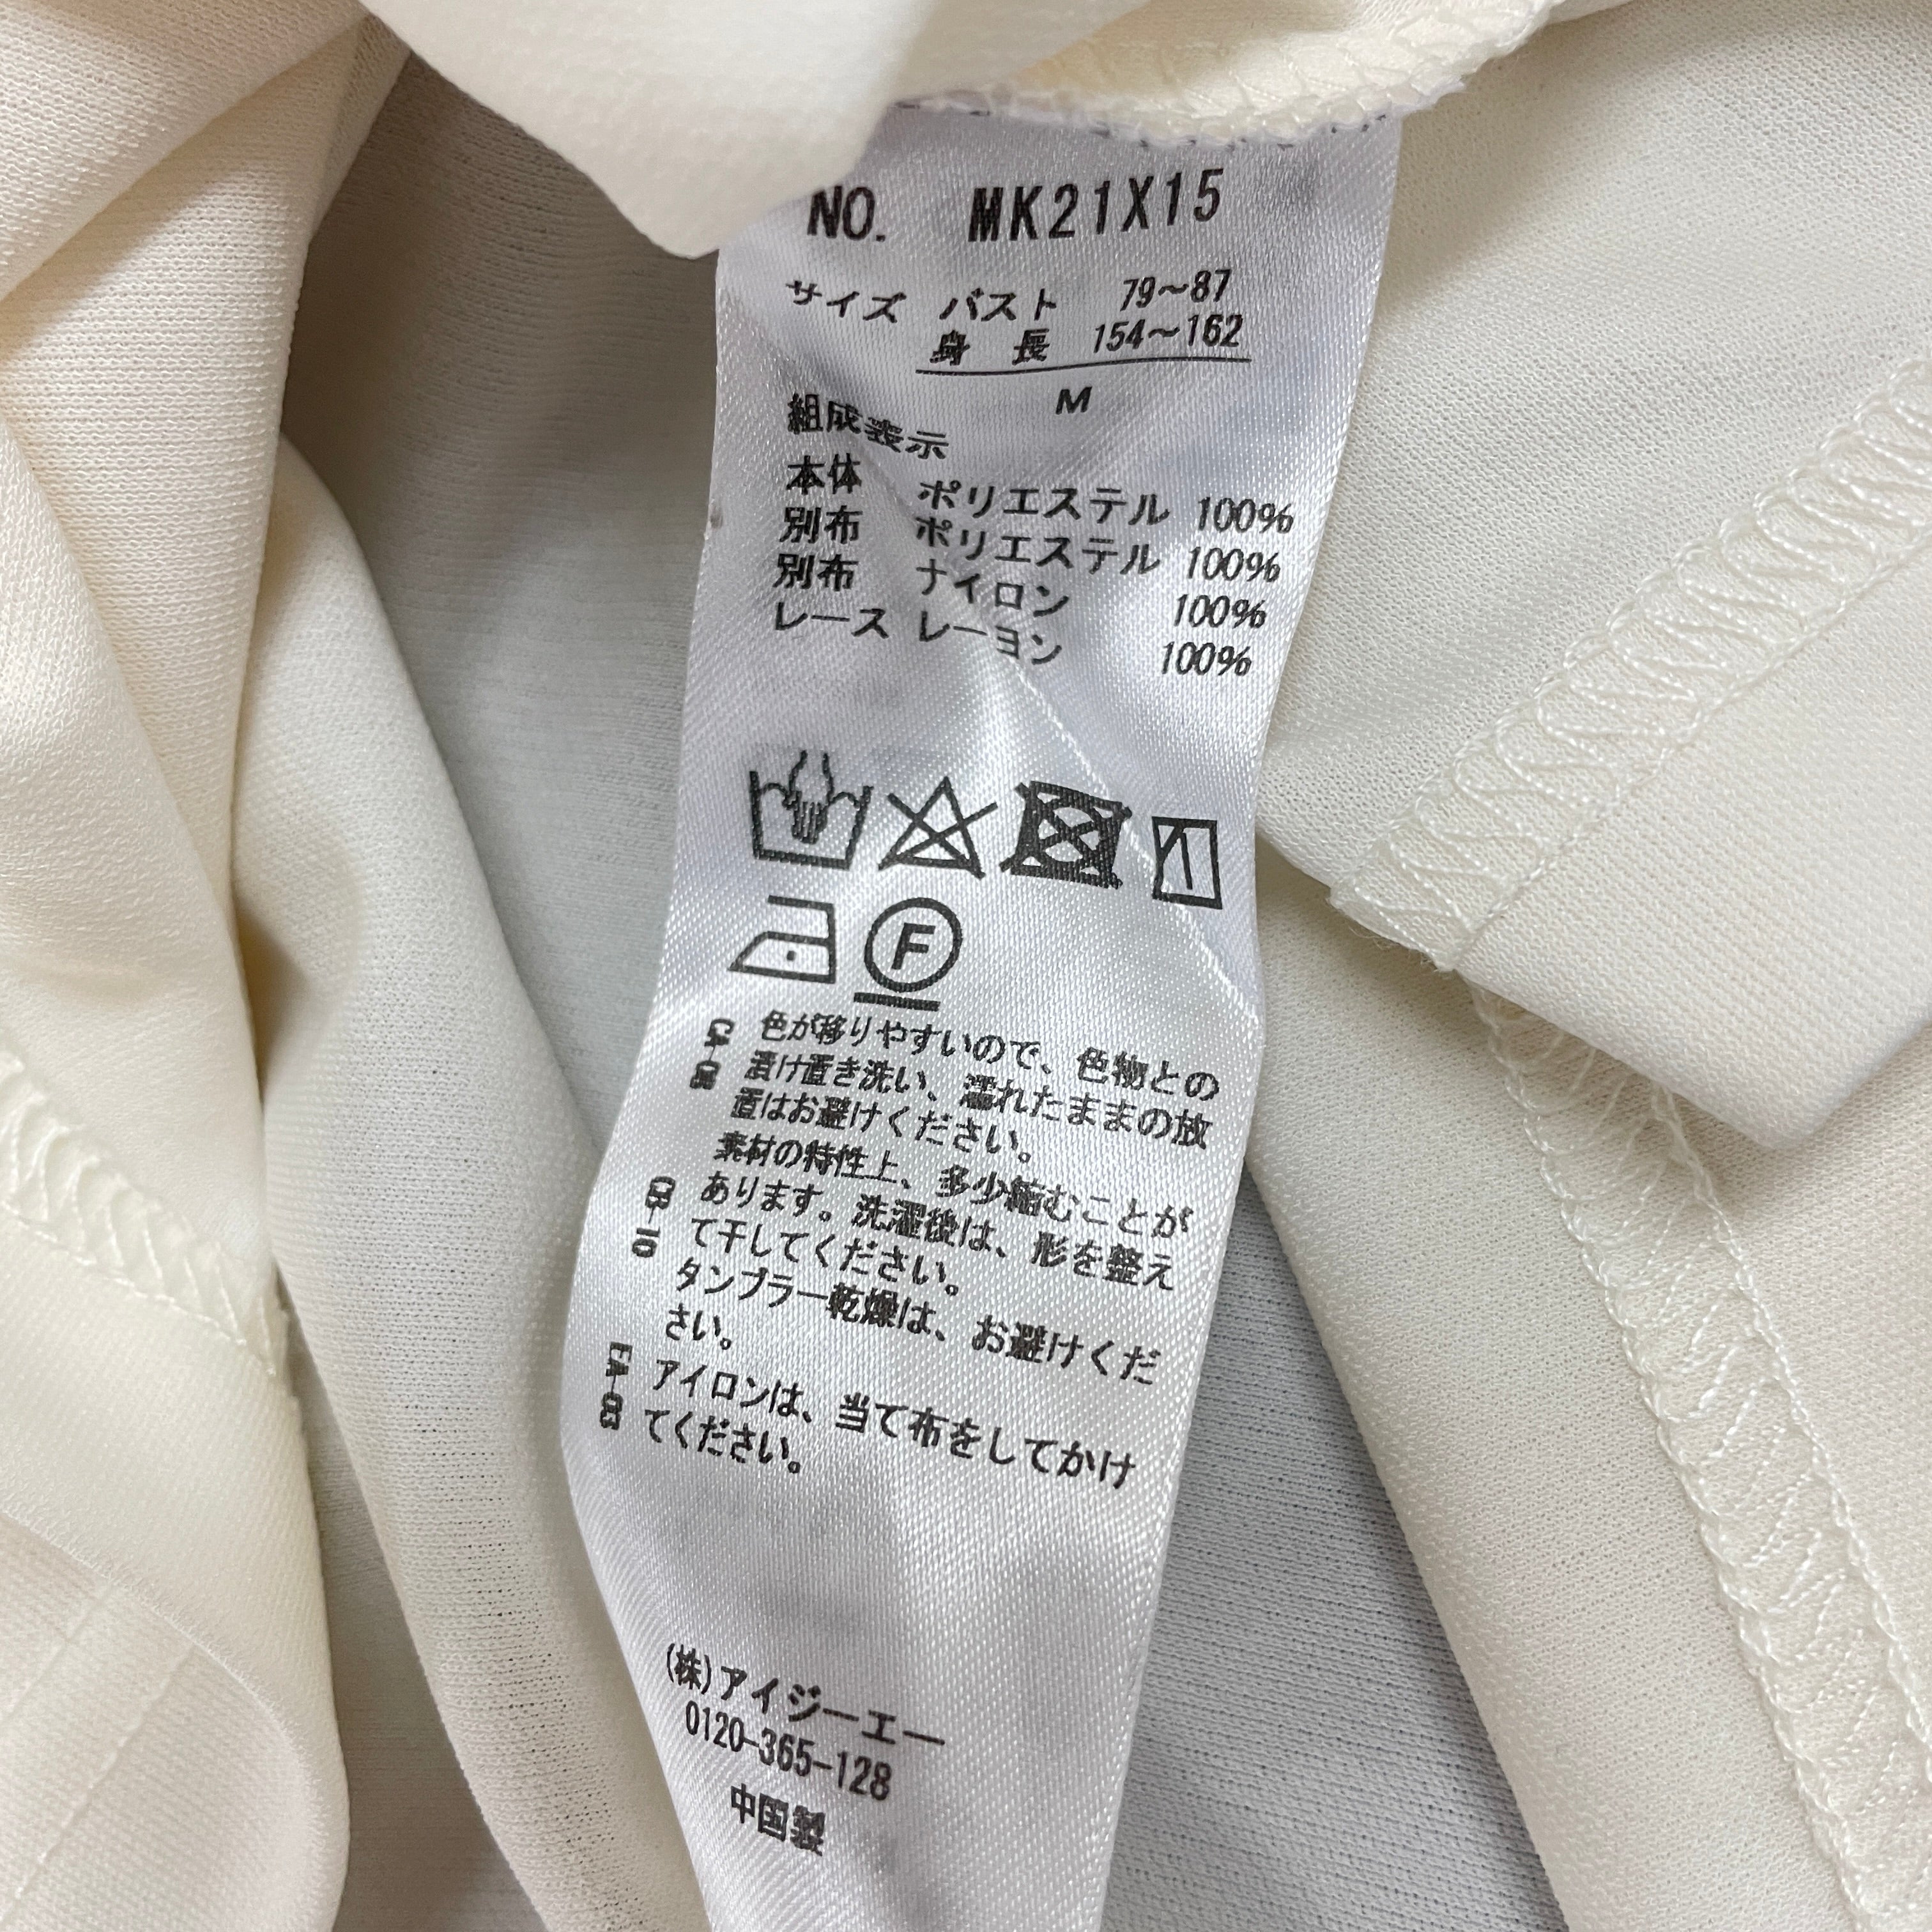 NO. MK21X15
サイズ バスト 79～87
身 長 154～162
M
組成表示
本体 ポリエステル 100%
別布 ポリエステル 100%
別布 ナイロン 100%
レース レーヨン 100%
F
CA-06 色が移りやすいので、色物との
漬け置き洗い、濡れたままの放
置はお避けください。
素材の特性上、多少縮むことが
CB-10 あります。洗濯後は、形を整え
て干してください。
タンブラー乾燥は、お避けくだ
さい。
EA-03 アイロンは、当て布をしてかけ
てください。
(株)アイジーエー
0120-365-128
中国製